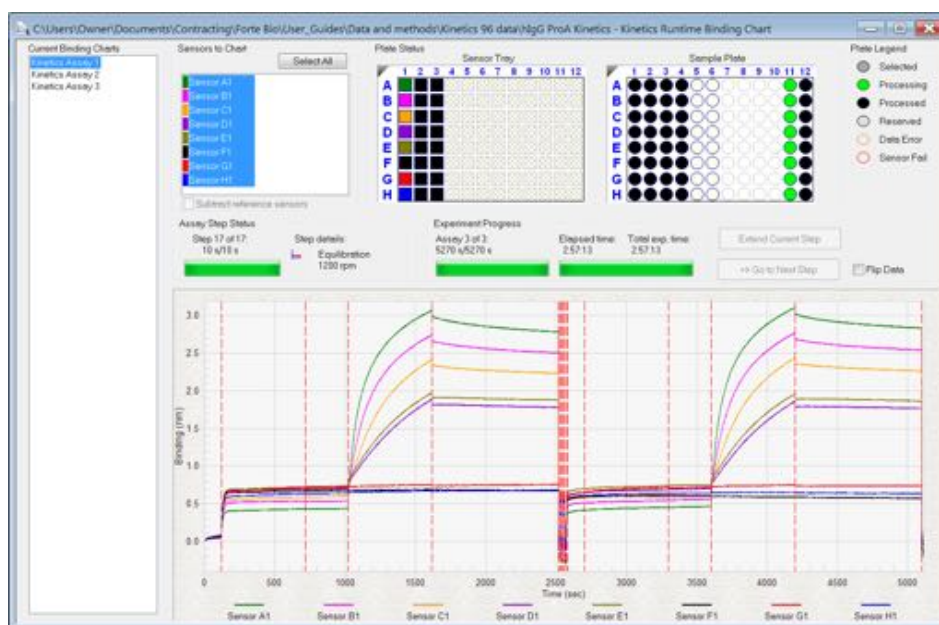 C:\Users\Owner\Documents\Contracting\Forte Bio\User_Guides\Data and methods\Kinetics 96 data\NIgG ProA Kinetics - Kinetics Runtime Binding Chart
Current Binding Charts
Kinetics Assay 1
Kinetics Assay 2
Kinetics Assay 3
Sensors to Chart
Select All
Sensor A1
Sensor B1
Sensor C1
Sensor D1
Sensor E1
Sensor F1
Sensor G1
Sensor H1
Subtract reference sensors
Plate Status
Sensor Tray
1 2 3 4 5 6 7 8 9 10 11 12
A
B
C
D
E
F
G
H
Sample Plate
1 2 3 4 5 6 7 8 9 10 11 12
A
B
C
D
E
F
G
H
Plate Legend
Selected
Processing
Processed
Reserved
Data Error
Sensor Fail
Assay Step Status
Step 17 of 17:
10 s/10 s
Step details:
Equilibration
1200 rpm
Experiment Progress
Assay 3 of 3:
5270 s/5270 s
Elapsed time:
2:57:13
Total exp. time:
2:57:13
Extend Current Step
=> Go to Next Step
Flip Data
Binding (nm)
3.0
2.5
2.0
1.5
1.0
0.5
0.0
0 500 1000 1500 2000 2500 3000 3500 4000 4500 5000
Time (sec)
Sensor A1 Sensor B1 Sensor C1 Sensor D1 Sensor E1 Sensor F1 Sensor G1 Sensor H1